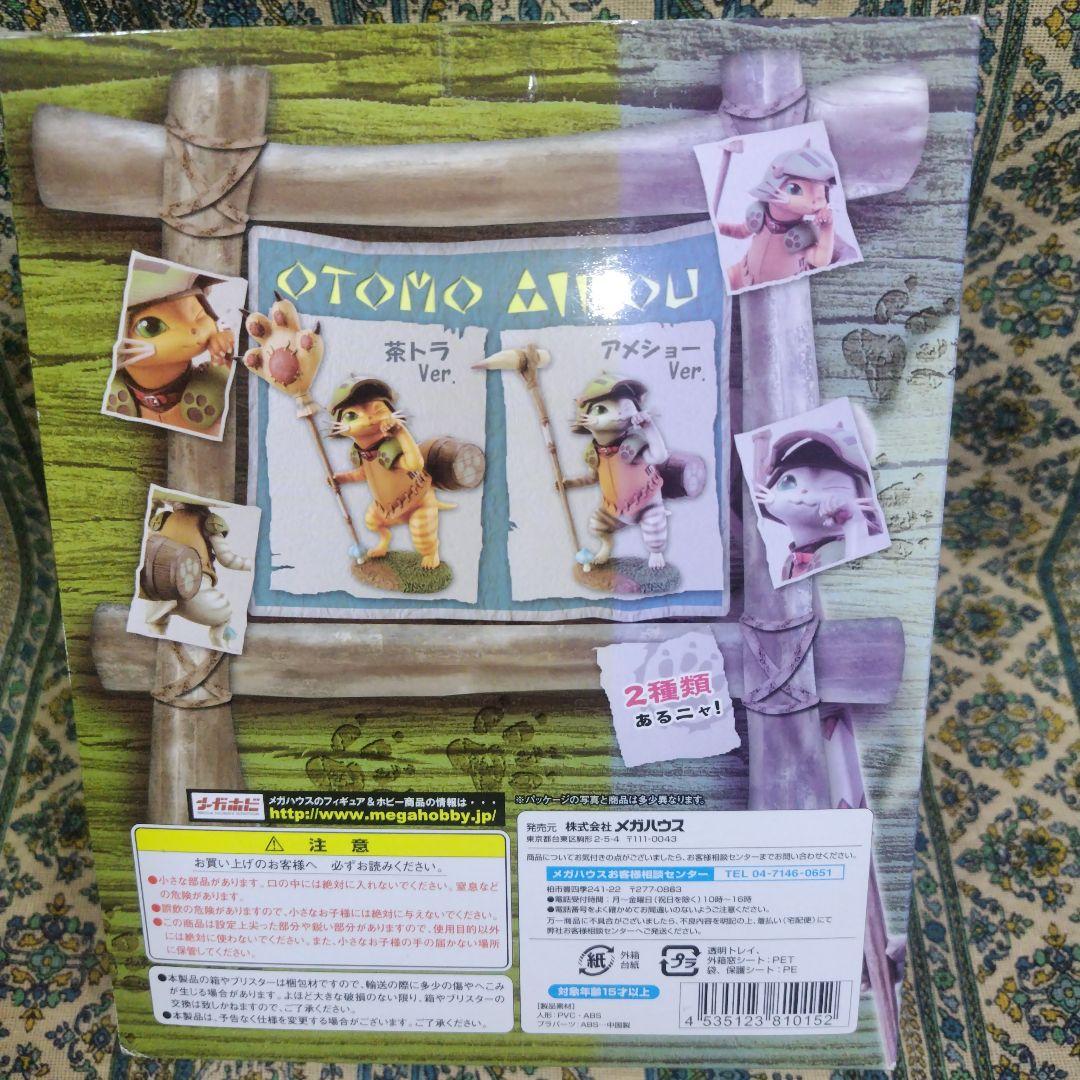 OTOMO AIROU
茶トラ
Ver.
アメショー
Ver.
2種類
あるニャ!
メガホビ
メガハウスのフィギュア&ホビー商品の情報は・・・
http://www.megahobby.jp/
※パッケージの写真と商品は多少異なります。
⚠ 注意
お買い上げのお客様へ 必ずお読みください。
●小さな部品があります。口の中には絶対に入れないでください。窒息など
の危険があります。
●誤飲の危険がありますので、小さなお子様には絶対に与えないでください。
●この商品は設定上尖った部分や鋭い部分がありますので、使用目的以外
には絶対に使わないでください。また、小さなお子様の手の届かない場所
に保管してください。
●本製品の箱やブリスターは梱包材ですので、輸送の際に多少の傷やへこみ
が生じる場合があります。よほど大きな破損のない限り、箱やブリスターの
交換は致しかねますので、ご了承ください。
●本製品は、予告なく仕様を変更する場合がございます。ご了承ください。
発売元 株式会社 メガハウス
東京都台東区駒形2-5-4 〒111-0043
商品についてお気付きの点がございましたら、お客様相談センターまでお問い合わせください。
メガハウスお客様相談センター TEL 04-7146-0651
柏市豊四季241-22 〒277-0863
●電話受付時間:月~金曜日(祝日を除く)10時~16時
●電話番号をよく確かめてお間違いのないようご注意ください。
万一商品に不具合がございましたら、不良内容を明記の上、着払い(宅配便)にて
弊社お客様相談センターへご発送ください。
紙 外箱
台紙
プラ 透明トレイ、
外箱窓シート:PET
袋、保護シート:PE
対象年齢15才以上
【製品素材】
人形:PVC・ABS
プラパーツ:ABS…中国製
4 535123 810152